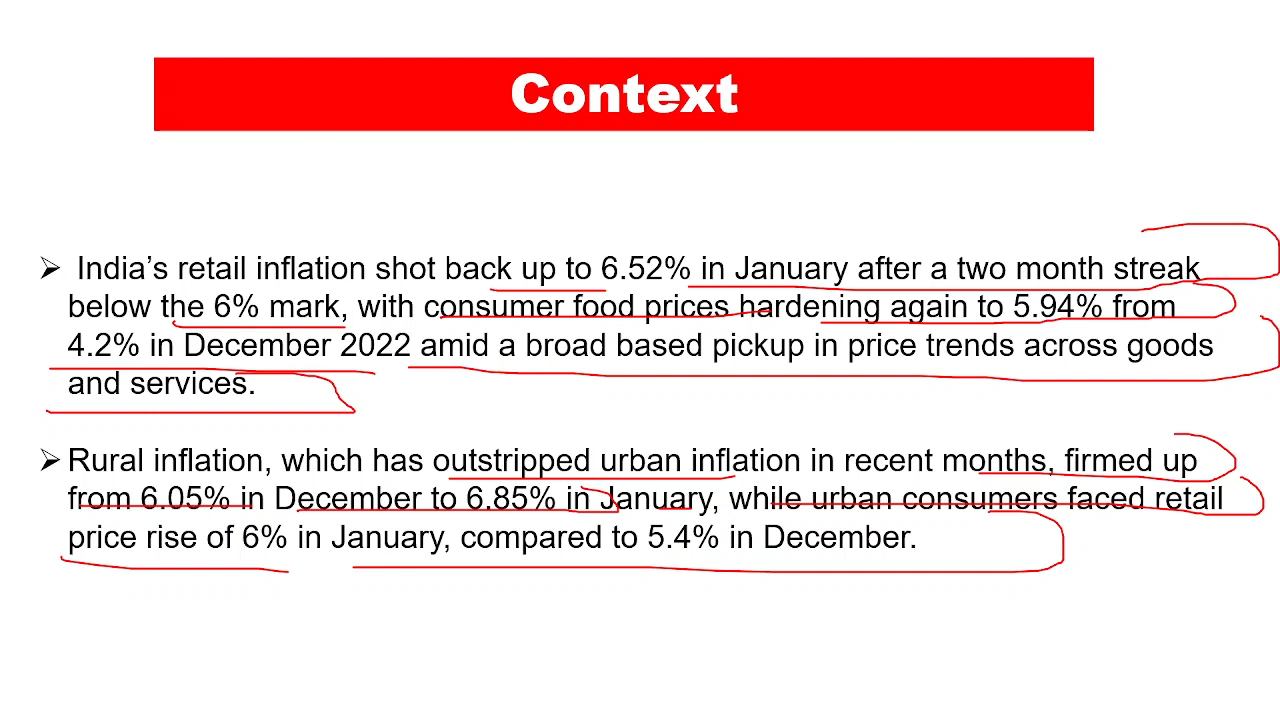 Context
➢ India’s retail inflation shot back up to 6.52% in January after a two month streak
below the 6% mark, with consumer food prices hardening again to 5.94% from
4.2% in December 2022 amid a broad based pickup in price trends across goods
and services.
➢ Rural inflation, which has outstripped urban inflation in recent months, firmed up
from 6.05% in December to 6.85% in January, while urban consumers faced retail
price rise of 6% in January, compared to 5.4% in December.